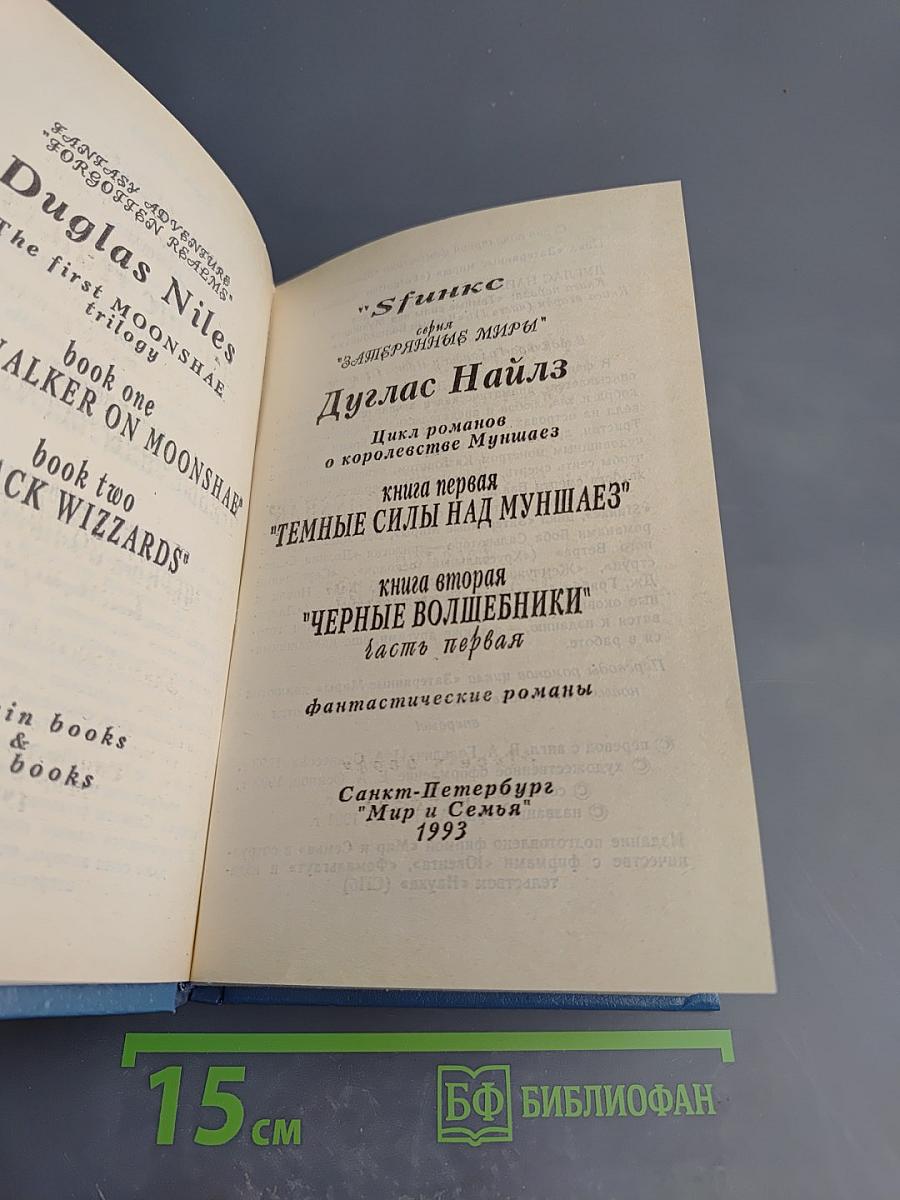 FANTASY ADVENTURE
"FORGOTTEN REALMS"
Duglas Niles
The first MOONSHAE
trilogy
book one
ALKER ON MOONSHAE"
book two
ACK WIZZARDS"
in books
&
books
"Sfинкс
серия
"ЗАТЕРЯННЫЕ МИРЫ"
Дуглас Найлз
Цикл романов
о королевстве Муншаез
книга первая
"ТЕМНЫЕ СИЛЫ НАД МУНШАЕЗ"
книга вторая
"ЧЕРНЫЕ ВОЛШЕБНИКИ"
часть первая
фантастические романы
Санкт-Петербург
"Мир и Семья"
1993
15 см
БФ БИБЛИОФАН